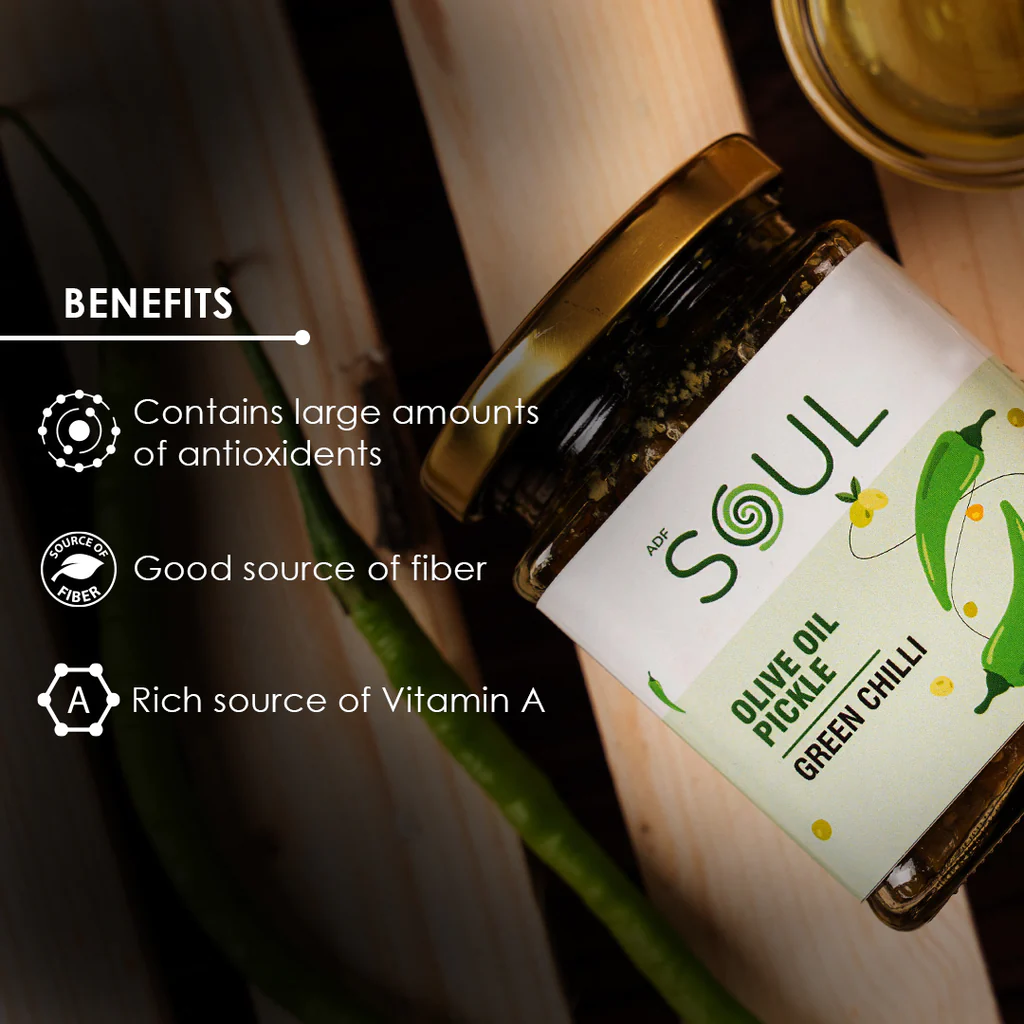 BENEFITS
Contains large amounts
of antioxidents
SOURCE OF
FIBER
Good source of fiber
A
Rich source of Vitamin A
ADF
SOUL
OLIVE OIL
PICKLE
GREEN CHILLI